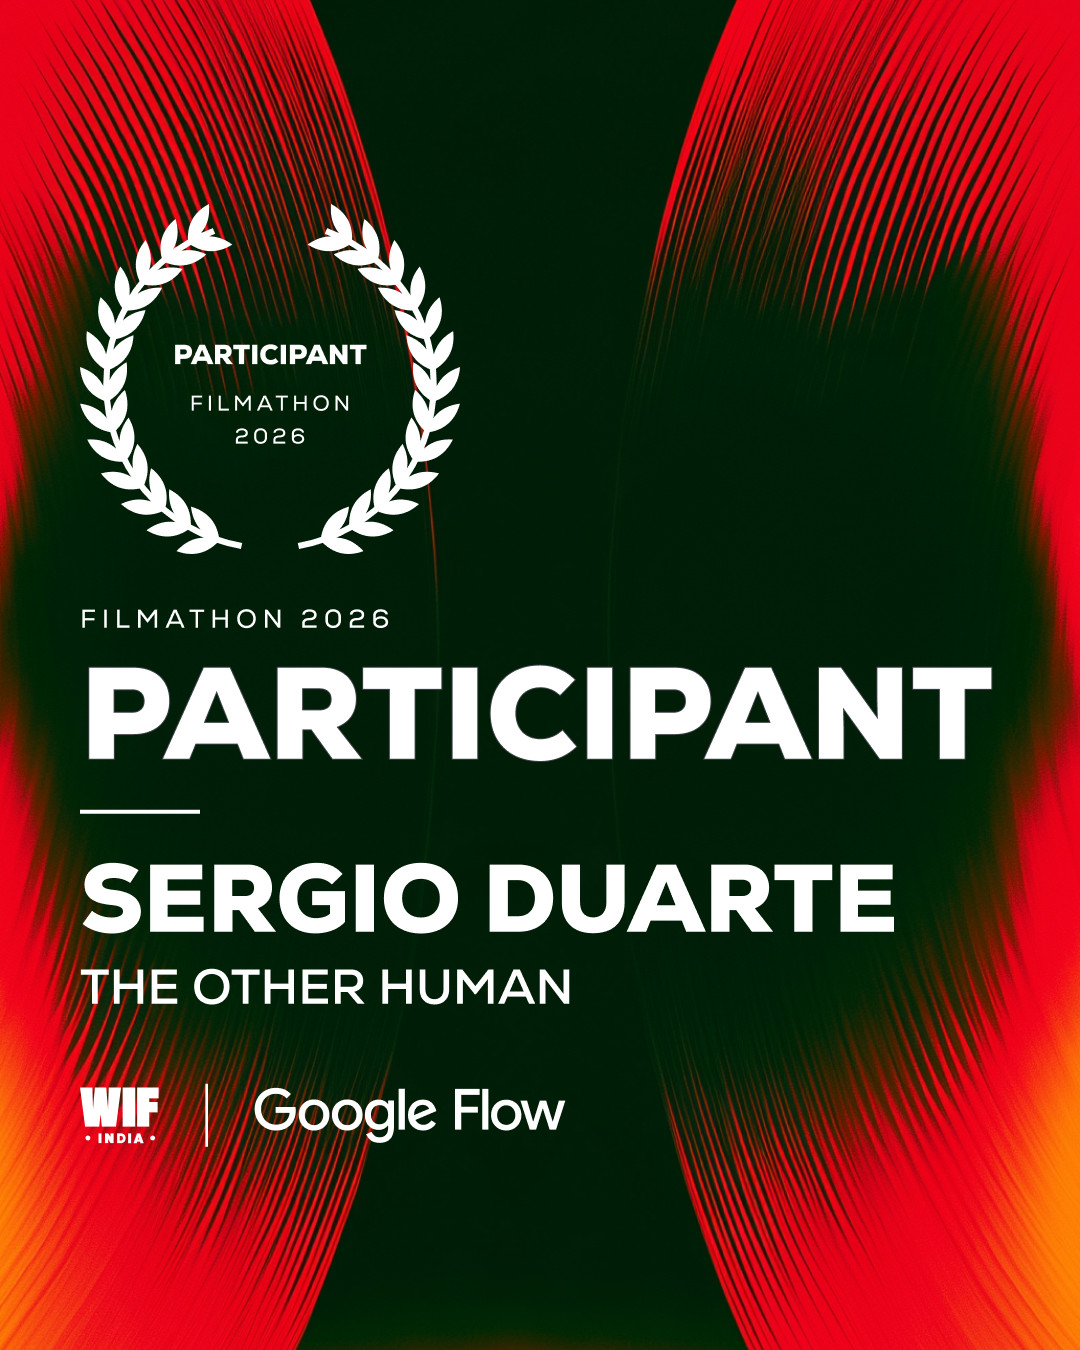 PARTICIPANT
FILMATHON
2026
FILMATHON 2026
PARTICIPANT
SERGIO DUARTE
THE OTHER HUMAN
WIF
• INDIA •
Google Flow